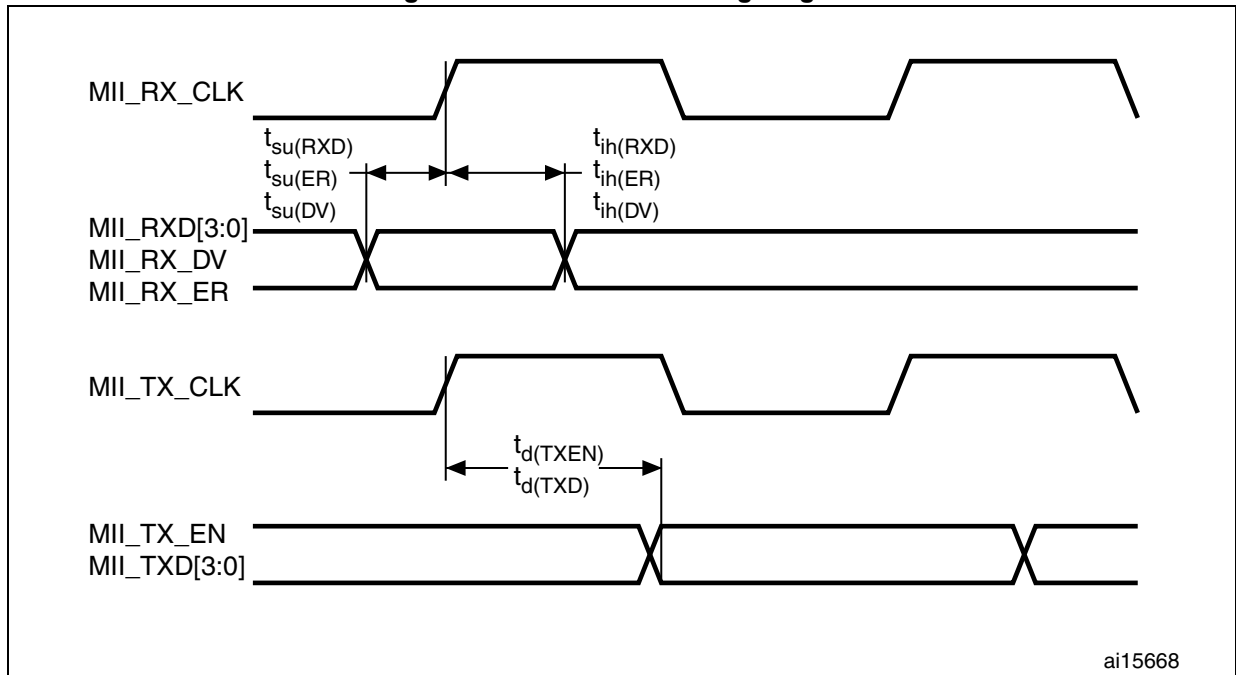 MII_RX_CLK
tsu(RXD)
tsu(ER)
tsu(DV)
tih(RXD)
tih(ER)
tih(DV)
MII_RXD[3:0]
MII_RX_DV
MII_RX_ER
MII_TX_CLK
td(TXEN)
td(TXD)
MII_TX_EN
MII_TXD[3:0]
ai15668